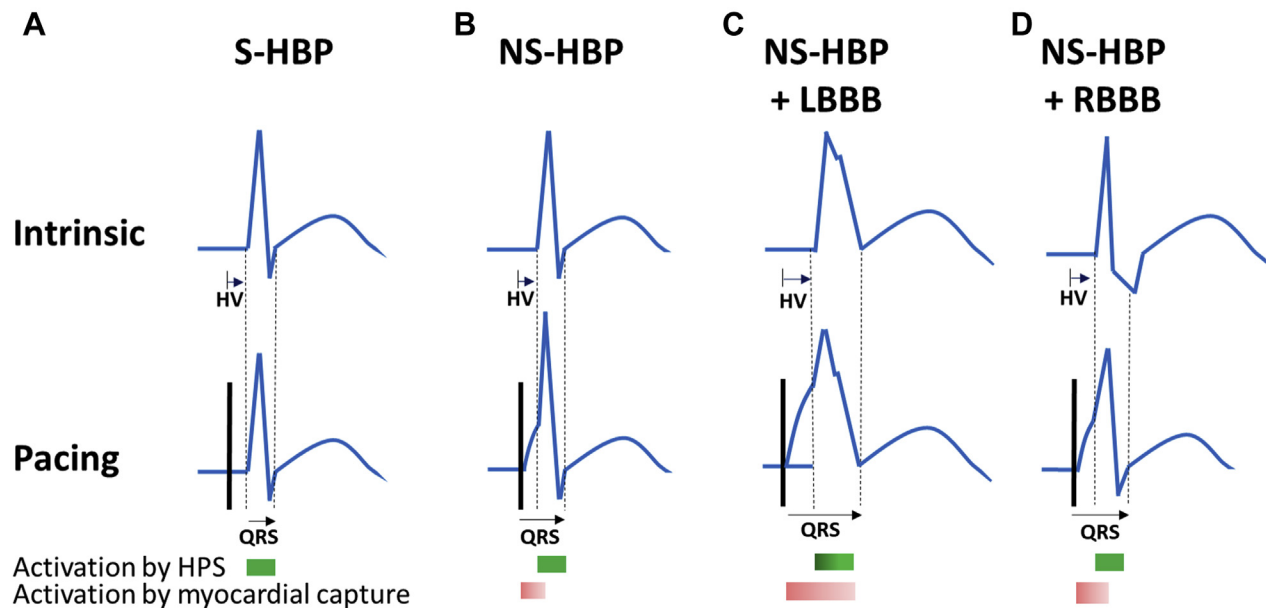 A
S-HBP
B
NS-HBP
C
NS-HBP
+ LBBB
D
NS-HBP
+ RBBB
Intrinsic
HV
HV
HV
HV
Pacing
QRS
QRS
QRS
QRS
Activation by HPS
Activation by myocardial capture